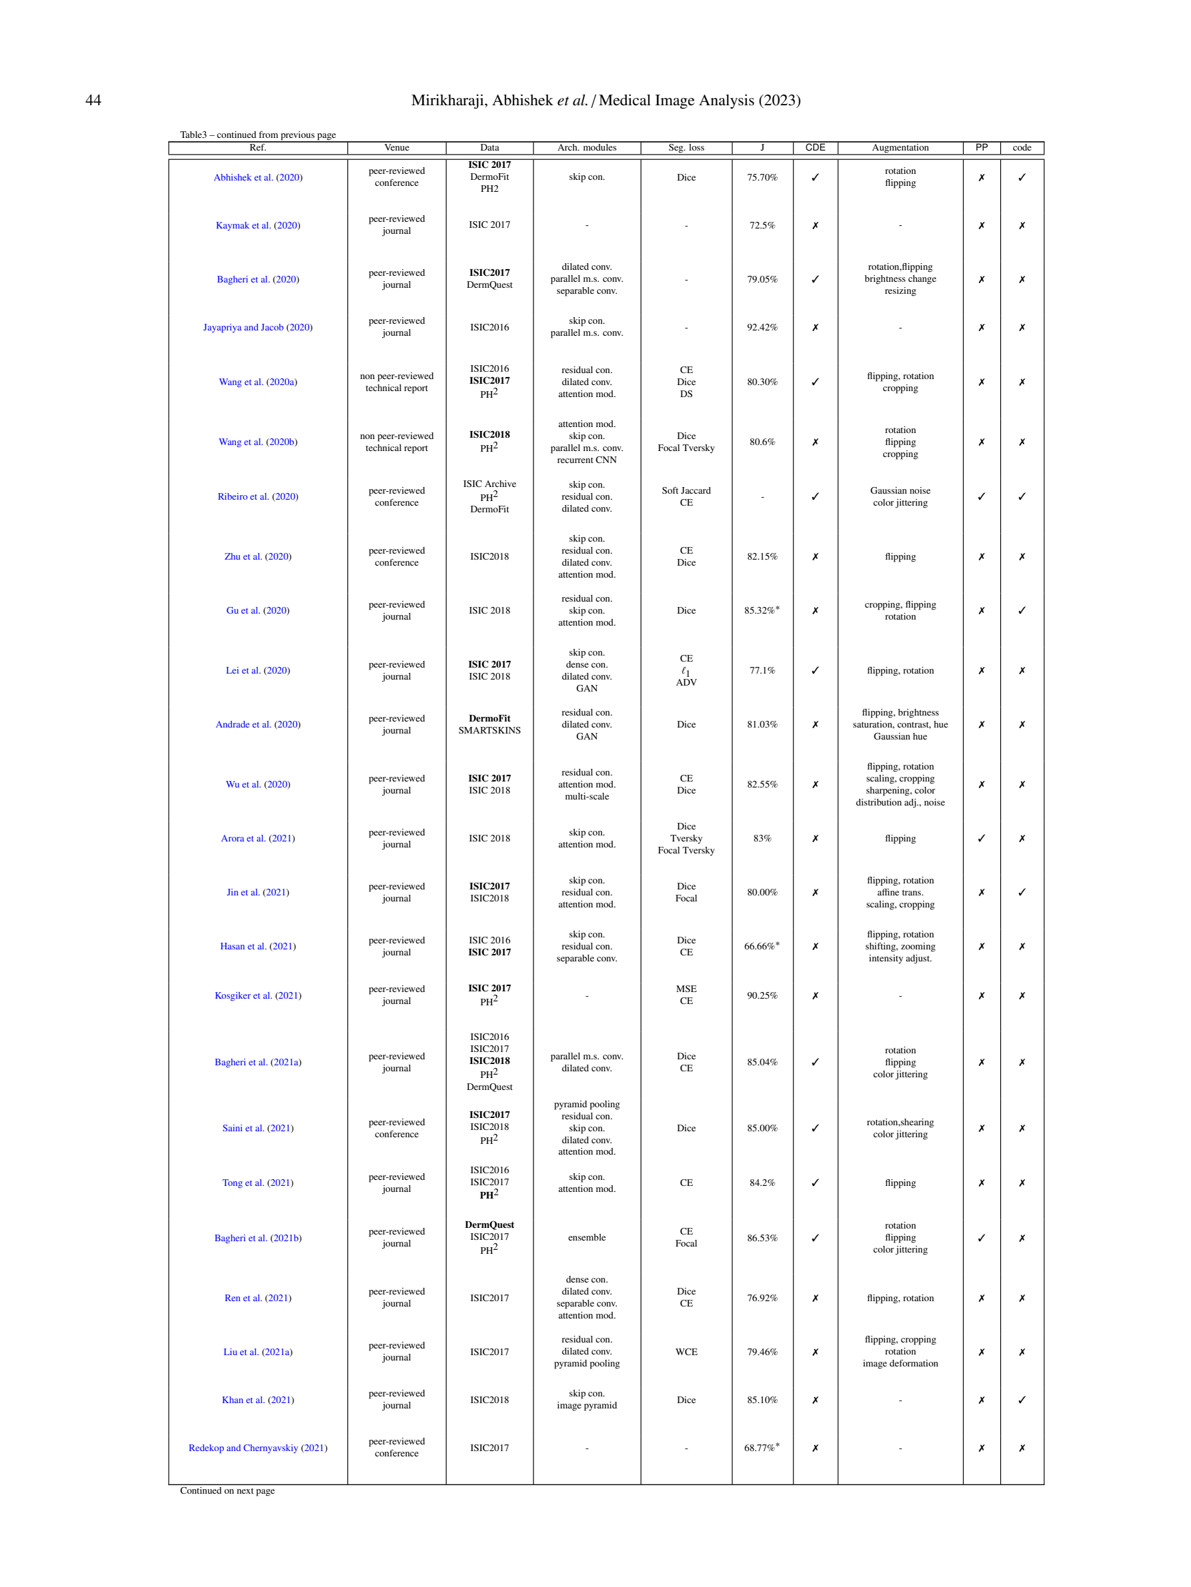 44
Mirikharaji, Abhishek et al. / Medical Image Analysis (2023)
Table3 – continued from previous page
Ref. Venue Data Arch. modules Seg. loss J CDE Augmentation PP code
Abhishek et al. (2020) peer-reviewed conference ISIC 2017 DermoFit PH2 skip con. Dice 75.70% ✓ rotation flipping ✗ ✓
Kaymak et al. (2020) peer-reviewed journal ISIC 2017 - - 72.5% ✗ - ✗ ✗
Bagheri et al. (2020) peer-reviewed journal ISIC2017 DermQuest dilated conv. parallel m.s. conv. separable conv. - 79.05% ✓ rotation,flipping brightness change resizing ✗ ✗
Jayapriya and Jacob (2020) peer-reviewed journal ISIC2016 skip con. parallel m.s. conv. - 92.42% ✗ - ✗ ✗
Wang et al. (2020a) non peer-reviewed technical report ISIC2016 ISIC2017 PH² residual con. dilated conv. attention mod. CE Dice DS 80.30% ✓ flipping, rotation cropping ✗ ✗
Wang et al. (2020b) non peer-reviewed technical report ISIC2018 PH² attention mod. skip con. parallel m.s. conv. recurrent CNN Dice Focal Tversky 80.6% ✗ rotation flipping cropping ✗ ✗
Ribeiro et al. (2020) peer-reviewed conference ISIC Archive PH² DermoFit skip con. residual con. dilated conv. Soft Jaccard CE - ✓ Gaussian noise color jittering ✓ ✓
Zhu et al. (2020) peer-reviewed conference ISIC2018 skip con. residual con. dilated conv. attention mod. CE Dice 82.15% ✗ flipping ✗ ✗
Gu et al. (2020) peer-reviewed journal ISIC 2018 residual con. skip con. attention mod. Dice 85.32%* ✗ cropping, flipping rotation ✗ ✓
Lei et al. (2020) peer-reviewed journal ISIC 2017 ISIC 2018 skip con. dense con. dilated conv. GAN CE ℓ₁ ADV 77.1% ✓ flipping, rotation ✗ ✗
Andrade et al. (2020) peer-reviewed journal DermoFit SMARTSKINS residual con. dilated conv. GAN Dice 81.03% ✗ flipping, brightness saturation, contrast, hue Gaussian hue ✗ ✗
Wu et al. (2020) peer-reviewed journal ISIC 2017 ISIC 2018 residual con. attention mod. multi-scale CE Dice 82.55% ✗ flipping, rotation scaling, cropping sharpening, color distribution adj., noise ✗ ✗
Arora et al. (2021) peer-reviewed journal ISIC 2018 skip con. attention mod. Dice Tversky Focal Tversky 83% ✗ flipping ✓ ✗
Jin et al. (2021) peer-reviewed journal ISIC2017 ISIC2018 skip con. residual con. attention mod. Dice Focal 80.00% ✗ flipping, rotation affine trans. scaling, cropping ✗ ✓
Hasan et al. (2021) peer-reviewed journal ISIC 2016 ISIC 2017 skip con. residual con. separable conv. Dice CE 66.66%* ✗ flipping, rotation shifting, zooming intensity adjust. ✗ ✗
Kosgiker et al. (2021) peer-reviewed journal ISIC 2017 PH² - MSE CE 90.25% ✗ - ✗ ✗
Bagheri et al. (2021a) peer-reviewed journal ISIC2016 ISIC2017 ISIC2018 PH² DermQuest parallel m.s. conv. dilated conv. Dice CE 85.04% ✓ rotation flipping color jittering ✗ ✗
Saini et al. (2021) peer-reviewed conference ISIC2017 ISIC2018 PH² pyramid pooling residual con. skip con. dilated conv. attention mod. Dice 85.00% ✓ rotation,shearing color jittering ✗ ✗
Tong et al. (2021) peer-reviewed journal ISIC2016 ISIC2017 PH² skip con. attention mod. CE 84.2% ✓ flipping ✗ ✗
Bagheri et al. (2021b) peer-reviewed journal DermQuest ISIC2017 PH² ensemble CE Focal 86.53% ✓ rotation flipping color jittering ✓ ✗
Ren et al. (2021) peer-reviewed journal ISIC2017 dense con. dilated conv. separable conv. attention mod. Dice CE 76.92% ✗ flipping, rotation ✗ ✗
Liu et al. (2021a) peer-reviewed journal ISIC2017 residual con. dilated conv. pyramid pooling WCE 79.46% ✗ flipping, cropping rotation image deformation ✗ ✗
Khan et al. (2021) peer-reviewed journal ISIC2018 skip con. image pyramid Dice 85.10% ✗ - ✗ ✓
Redekop and Chernyavskiy (2021) peer-reviewed conference ISIC2017 - - 68.77%* ✗ - ✗ ✗
Continued on next page